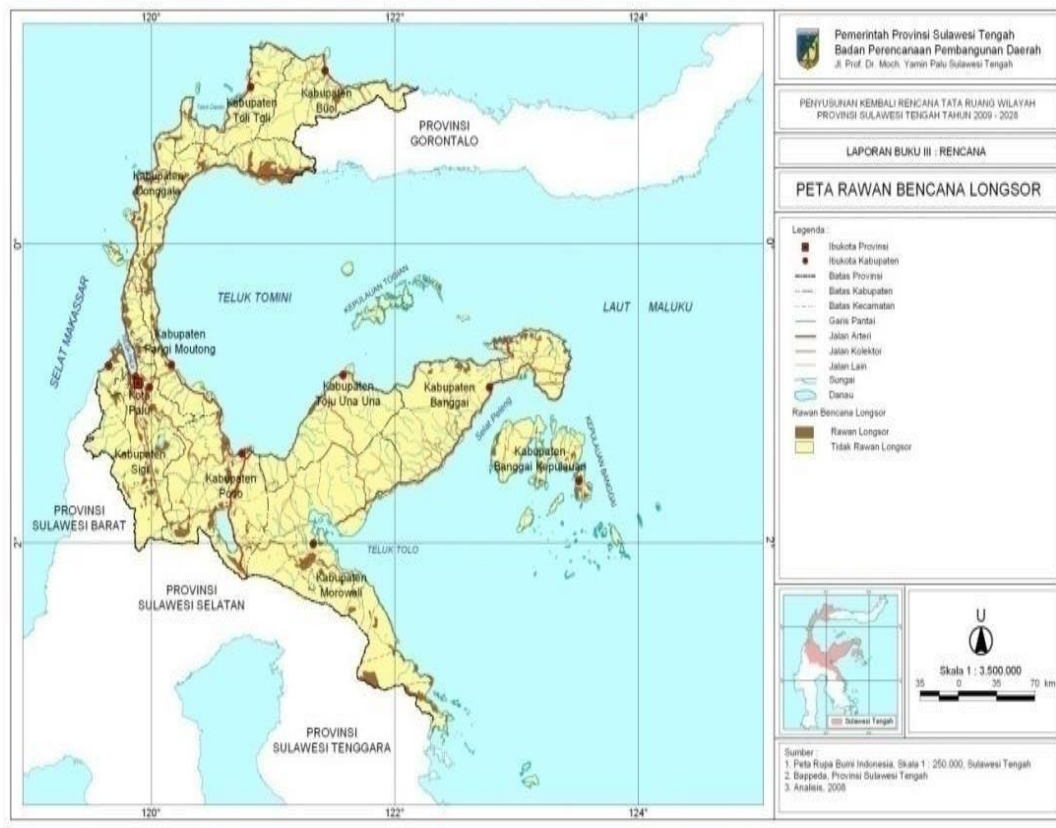 120°
122°
124°
Kabupaten
Toli Toli
Kabupaten
Buol
PROVINSI
GORONTALO
Kabupaten
Donggala
0°
0°
SELAT MAKASSAR
TELUK TOMINI
KEPULAUAN TOGIAN
LAUT MALUKU
Kabupaten
Parigi Moutong
Kota
Palu
Kabupaten
Toju Una Una
Kabupaten
Banggai
Selat Peleng
Kabupaten
Banggai Kepulauan
KEPULAUAN BANGGAI
Kabupaten
Sigi
Kabupaten
Poso
PROVINSI
SULAWESI BARAT
2°
2°
TELUK TOLO
PROVINSI
SULAWESI SELATAN
Kabupaten
Morowali
PROVINSI
SULAWESI TENGGARA
120°
122°
124°
Pemerintah Provinsi Sulawesi Tengah
Badan Perencanaan Pembangunan Daerah
Jl. Prof. Dr. Moch. Yamin Palu Sulawesi Tengah
PENYUSUNAN KEMBALI RENCANA TATA RUANG WILAYAH
PROVINSI SULAWESI TENGAH TAHUN 2009 - 2028
LAPORAN BUKU III : RENCANA
PETA RAWAN BENCANA LONGSOR
Legenda :
Ibukota Provinsi
Ibukota Kabupaten
Batas Provinsi
Batas Kabupaten
Batas Kecamatan
Garis Pantai
Jalan Arteri
Jalan Kolektor
Jalan Lain
Sungai
Danau
Rawan Bencana Longsor
Rawan Longsor
Tidak Rawan Longsor
Sulawesi Tengah
U
Skala 1 : 3.500.000
35 0 35 70 km
Sumber :
1. Peta Rupa Bumi Indonesia, Skala 1 : 250.000, Sulawesi Tengah
2. Bappeda, Provinsi Sulawesi Tengah
3. Analisis, 2008